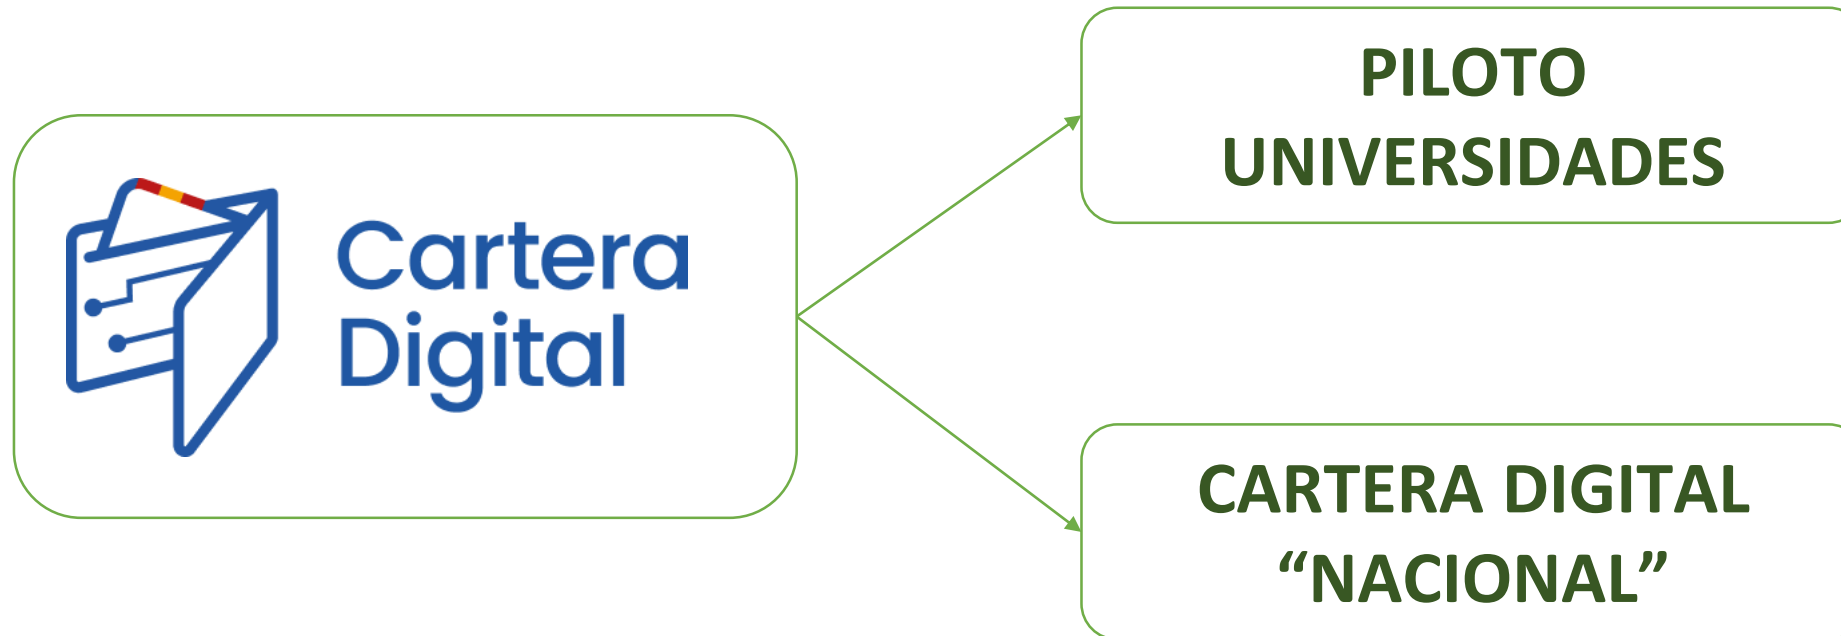 Cartera
Digital
PILOTO
UNIVERSIDADES
CARTERA DIGITAL
“NACIONAL”